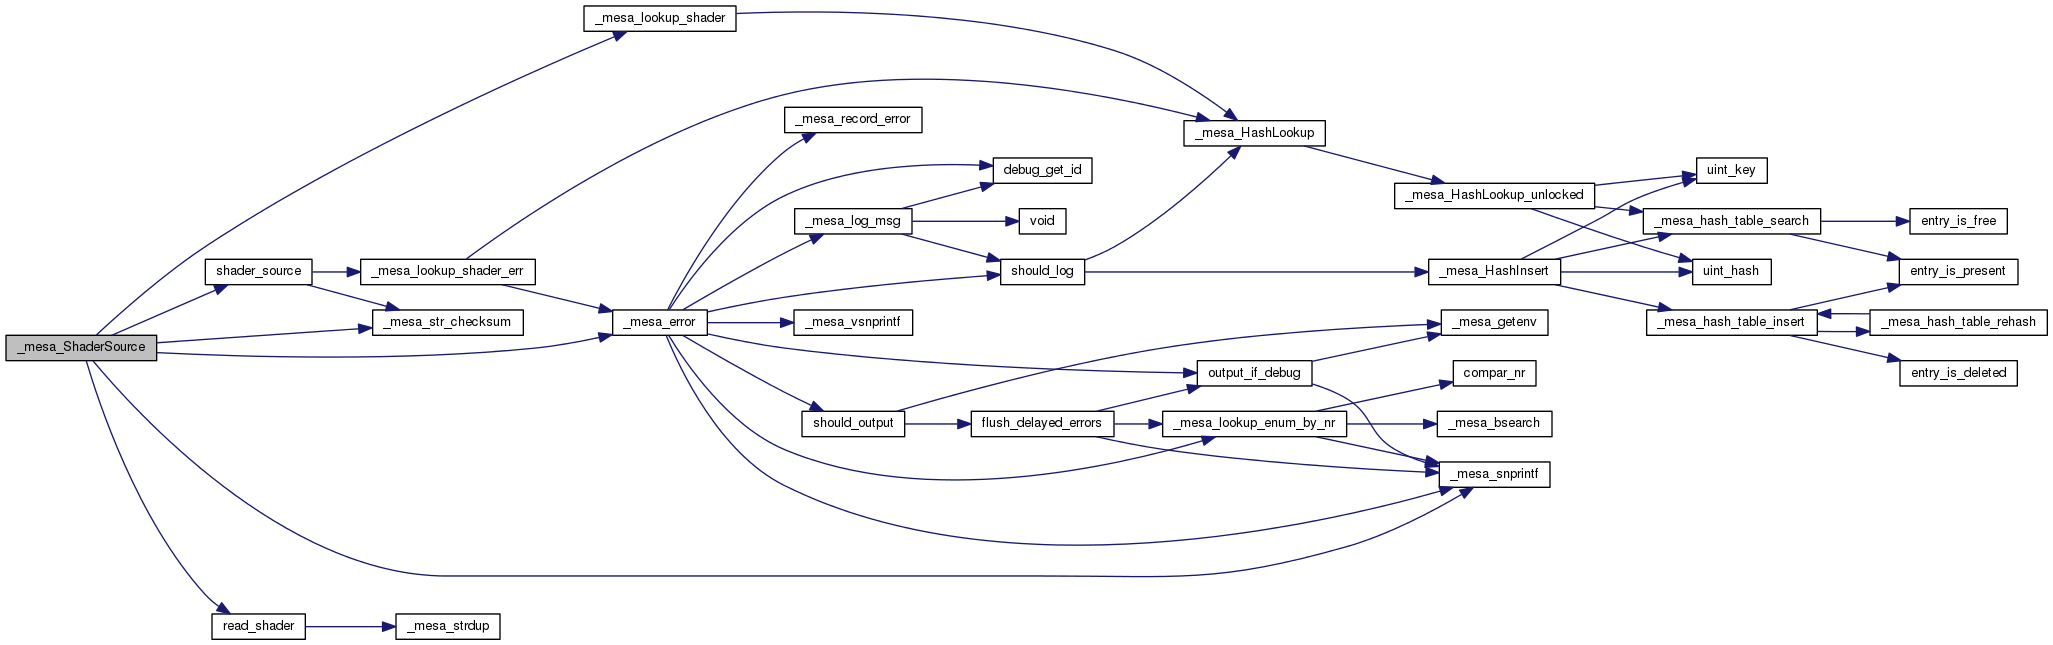 _mesa_lookup_shader
_mesa_record_error
_mesa_HashLookup
debug_get_id
uint_key
_mesa_HashLookup_unlocked
_mesa_log_msg
void
_mesa_hash_table_search
entry_is_free
shader_source
_mesa_lookup_shader_err
should_log
_mesa_HashInsert
uint_hash
entry_is_present
_mesa_str_checksum
_mesa_error
_mesa_vsnprintf
_mesa_getenv
_mesa_hash_table_insert
_mesa_hash_table_rehash
_mesa_ShaderSource
output_if_debug
compar_nr
entry_is_deleted
should_output
flush_delayed_errors
_mesa_lookup_enum_by_nr
_mesa_bsearch
_mesa_snprintf
read_shader
_mesa_strdup